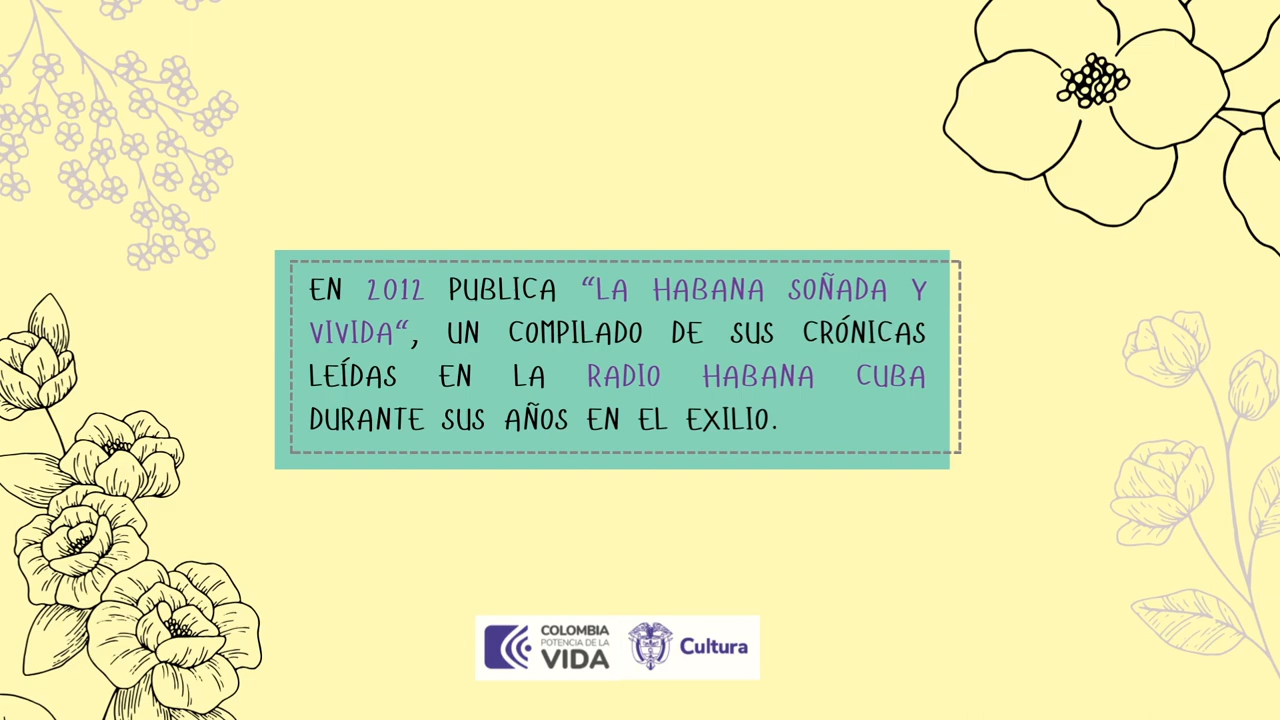 EN 2012 PUBLICA “LA HABANA SOÑADA Y
VIVIDA“, UN COMPILADO DE SUS CRÓNICAS
LEÍDAS EN LA RADIO HABANA CUBA
DURANTE SUS AÑOS EN EL EXILIO.
COLOMBIA
POTENCIA DE LA
VIDA
Cultura